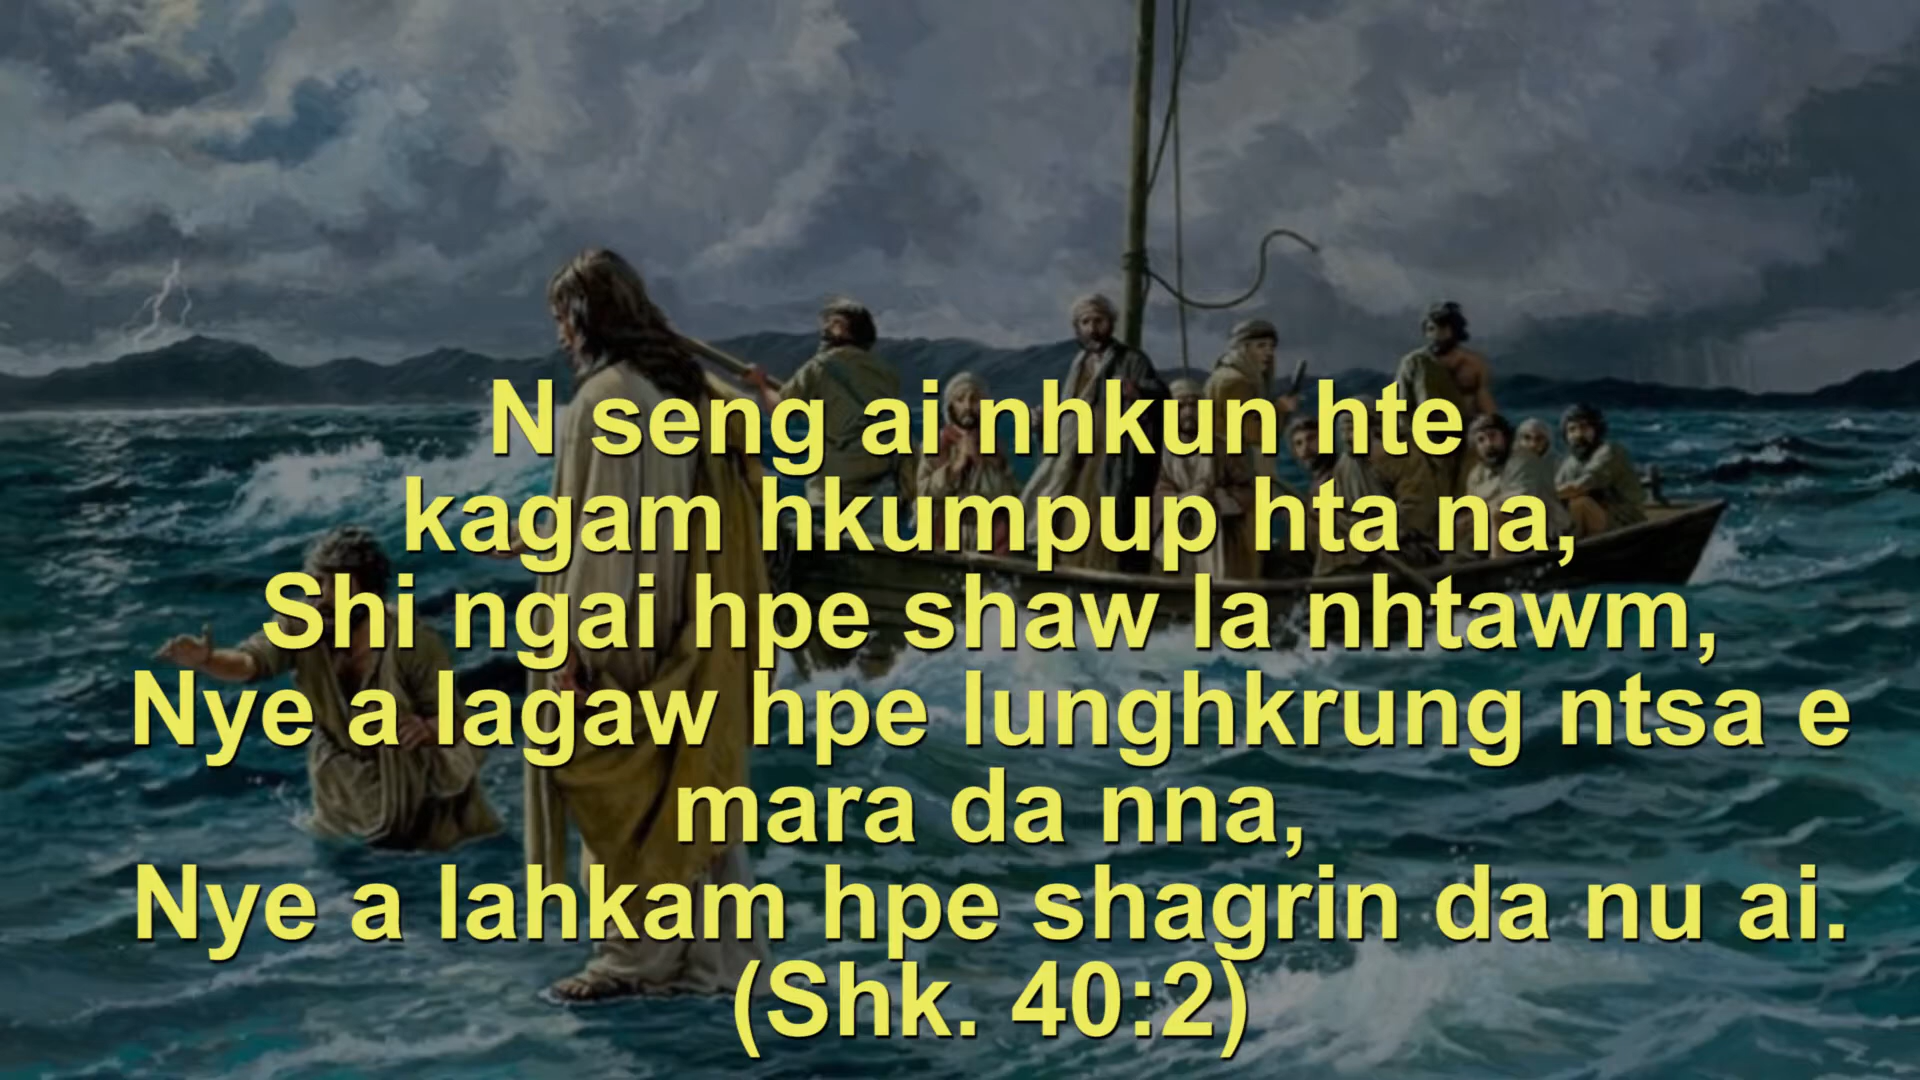 N seng ai nhkun hte
kagam hkumpup hta na,
Shi ngai hpe shaw la nhtawm,
Nye a lagaw hpe lunghkrung ntsa e
mara da nna,
Nye a lahkam hpe shagrin da nu ai.
(Shk. 40:2)